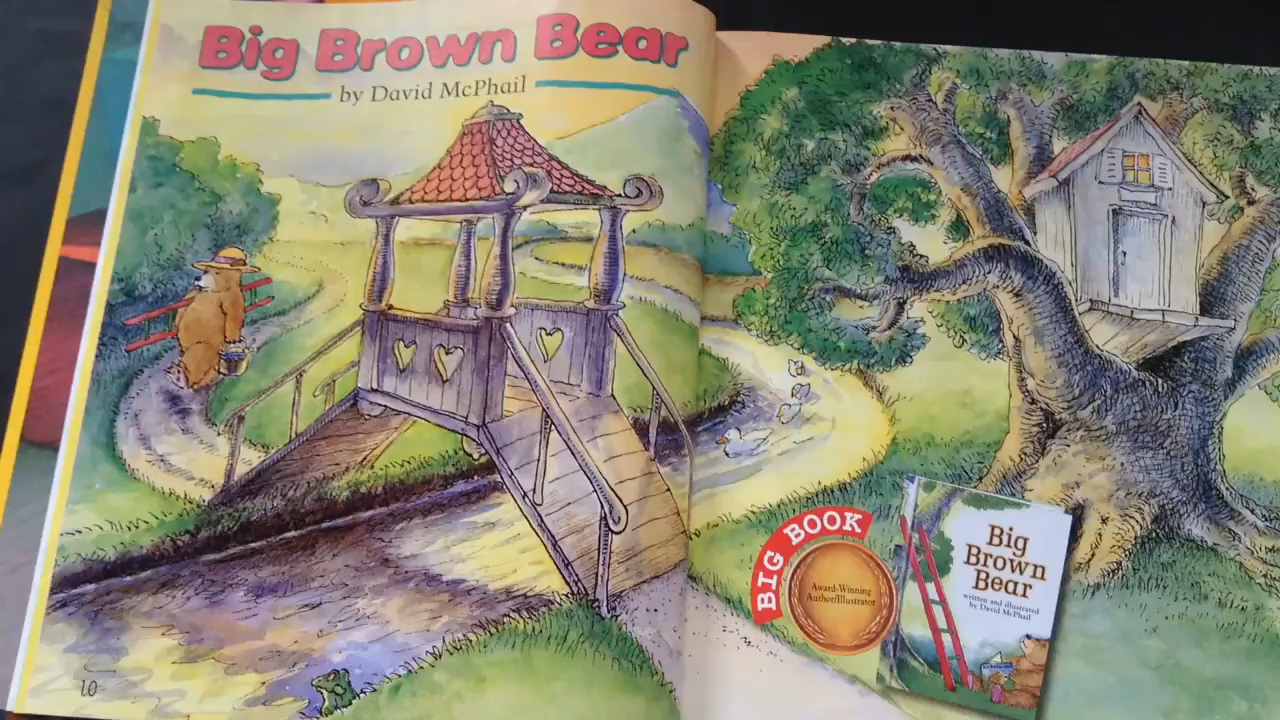 Big Brown Bear
by David McPhail
BIG BOOK
Award-Winning
Author/Illustrator
Big
Brown
Bear
written and illustrated
by David McPhail
10